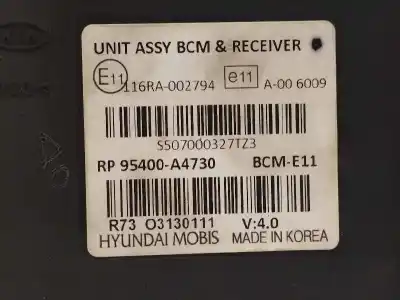 UNIT ASSY BCM & RECEIVER
E11 116RA-002794 e11 A-00 6009
S507000327TZ3
RP 95400-A4730 BCM-E11
R73 O3130111 V:4.0
HYUNDAI MOBIS MADE IN KOREA